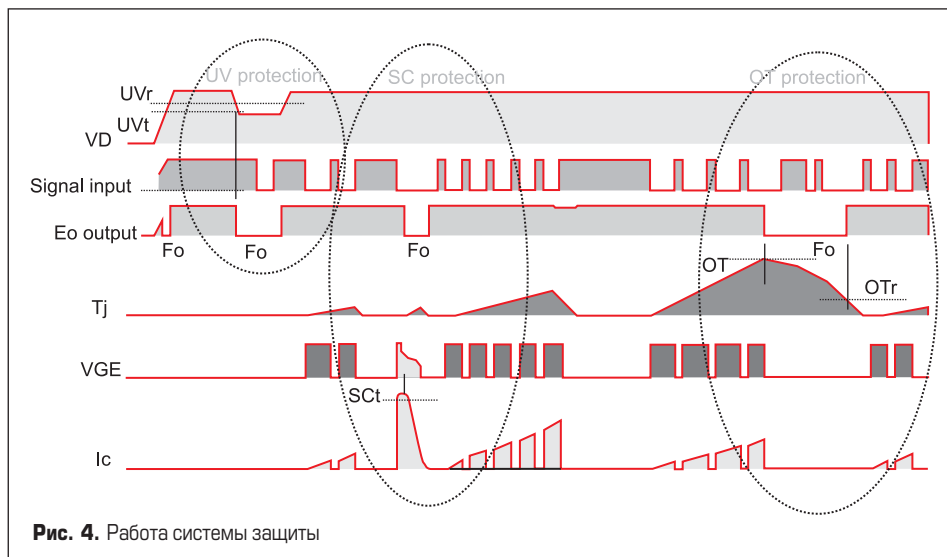 UV protection
SC protection
OT protection
UVr
UVt
VD
Signal input
Eo output
Fo
Fo
Fo
Fo
OT
OTr
Tj
VGE
SCt
Ic
Рис. 4. Работа системы защиты